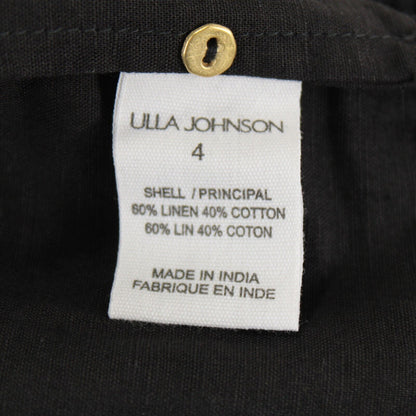 ULLA JOHNSON
4
SHELL / PRINCIPAL
60% LINEN 40% COTTON
60% LIN 40% COTON
MADE IN INDIA
FABRIQUE EN INDE